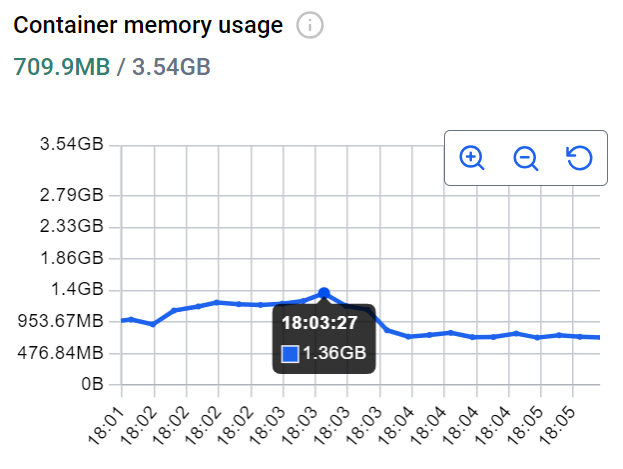 Container memory usage
709.9MB / 3.54GB
3.54GB
2.79GB
2.33GB
1.86GB
1.4GB
953.67MB
476.84MB
0B
18:03:27
1.36GB
18:01 18:02 18:02 18:02 18:02 18:03 18:03 18:03 18:03 18:04 18:04 18:04 18:04 18:05 18:05